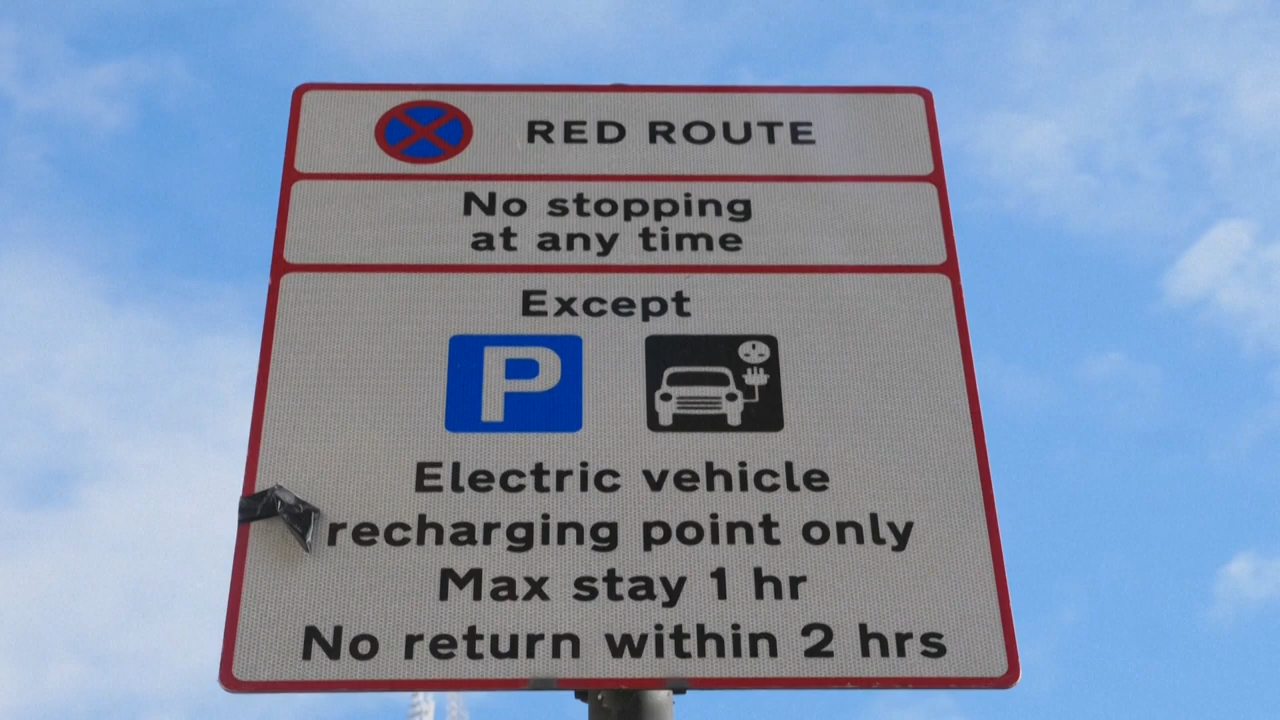 RED ROUTE
No stopping
at any time
Except
P
Electric vehicle
recharging point only
Max stay 1 hr
No return within 2 hrs